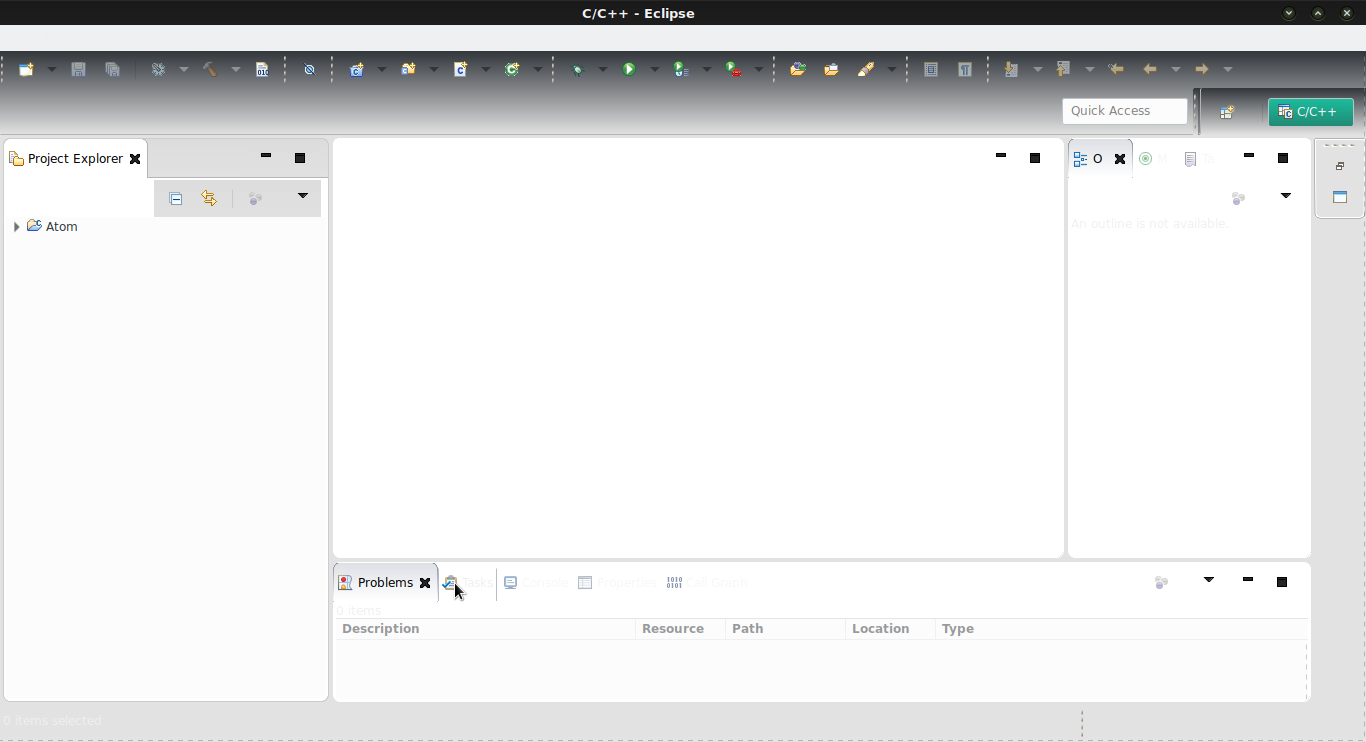 C/C++ - Eclipse
Quick Access
C/C++
Project Explorer
O
Atom
An outline is not available.
Problems
Tasks
Console
Properties
Call Graph
0 items
Description Resource Path Location Type
0 items selected